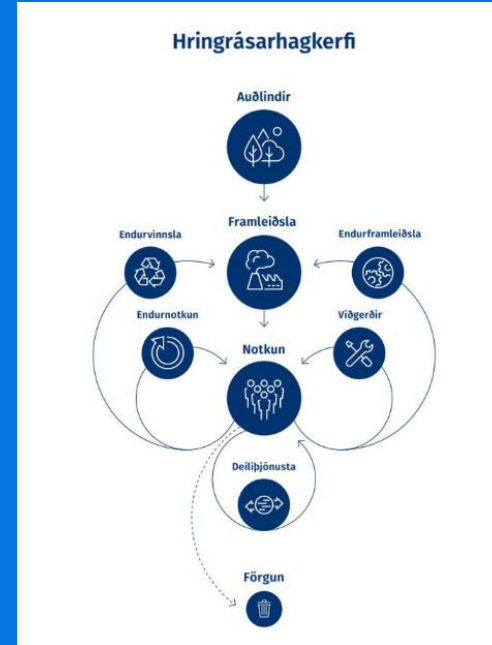 Hringrásarhagkerfi
Auðlindir
Framleiðsla
Endurvinnsla
Endurframleiðsla
Endurnotkun
Viðgerðir
Notkun
Deiliþjónusta
Förgun